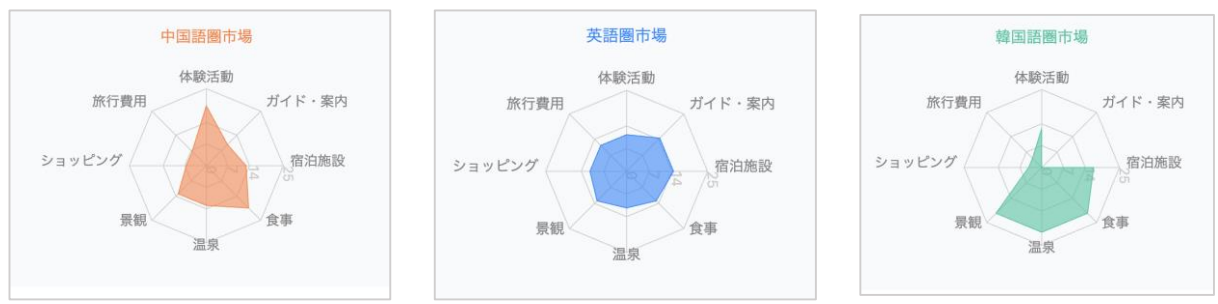 中国語圏市場
体験活動
旅行費用
ガイド・案内
ショッピング
宿泊施設
0
7
14
25
景観
食事
温泉
英語圏市場
体験活動
旅行費用
ガイド・案内
ショッピング
宿泊施設
0
7
14
25
景観
食事
温泉
韓国語圏市場
体験活動
旅行費用
ガイド・案内
ショッピング
宿泊施設
14
25
景観
食事
温泉